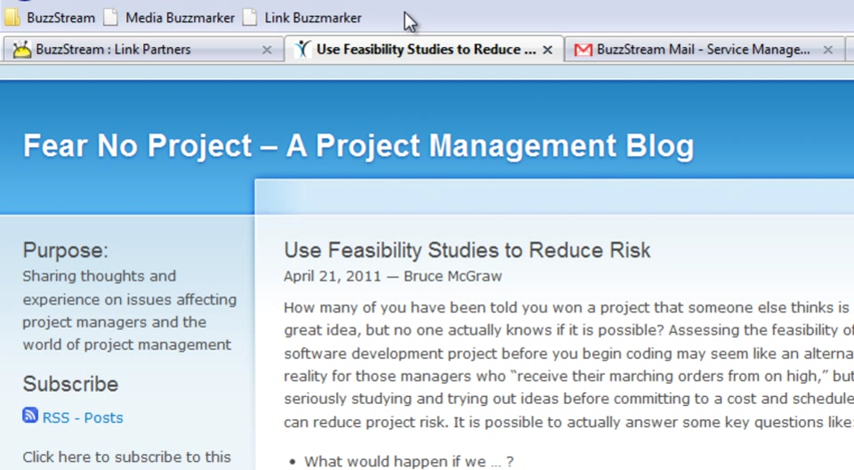 BuzzStream Media Buzzmarker Link Buzzmarker
BuzzStream : Link Partners Use Feasibility Studies to Reduce ... BuzzStream Mail - Service Manage...
Fear No Project – A Project Management Blog
Purpose:
Sharing thoughts and
experience on issues affecting
project managers and the
world of project management
Subscribe
RSS - Posts
Click here to subscribe to this
Use Feasibility Studies to Reduce Risk
April 21, 2011 — Bruce McGraw
How many of you have been told you won a project that someone else thinks is
great idea, but no one actually knows if it is possible? Assessing the feasibility of
software development project before you begin coding may seem like an alterna
reality for those managers who “receive their marching orders from on high,” but
seriously studying and trying out ideas before committing to a cost and schedule
can reduce project risk. It is possible to actually answer some key questions like
• What would happen if we ... ?